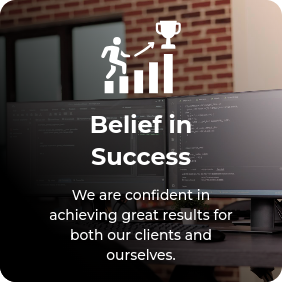 Belief in
Success
We are confident in
achieving great results for
both our clients and
ourselves.